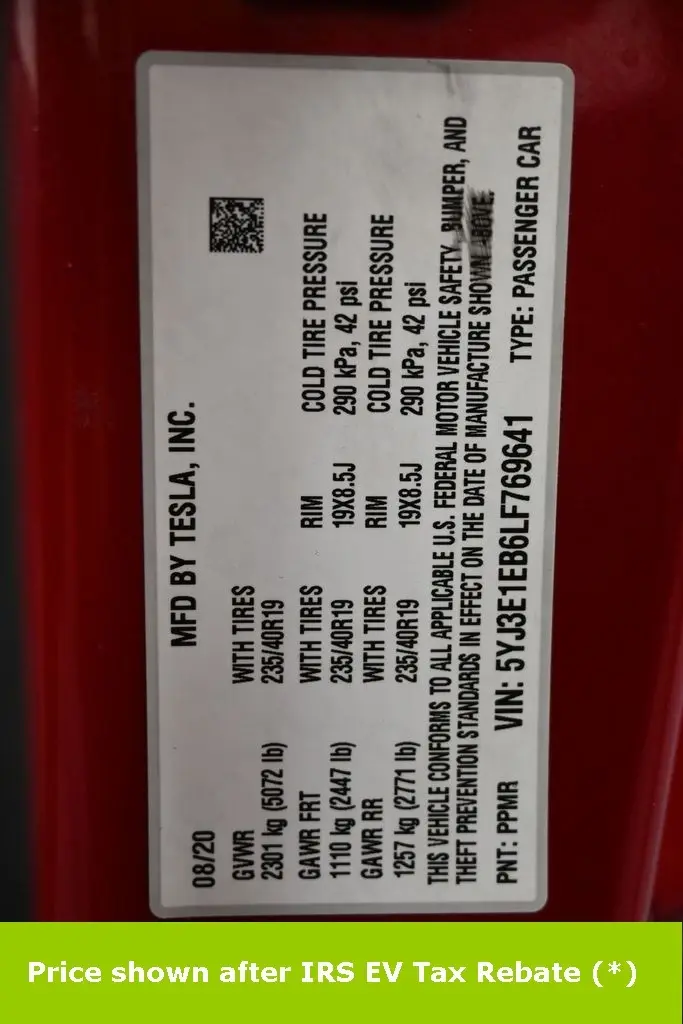 MFD BY TESLA, INC.
08/20
GVWR WITH TIRES
2301 kg (5072 lb) 235/40R19
GAWR FRT WITH TIRES RIM COLD TIRE PRESSURE
1110 kg (2447 lb) 235/40R19 19X8.5J 290 kPa, 42 psi
GAWR RR WITH TIRES RIM COLD TIRE PRESSURE
1257 kg (2771 lb) 235/40R19 19X8.5J 290 kPa, 42 psi
THIS VEHICLE CONFORMS TO ALL APPLICABLE U.S. FEDERAL MOTOR VEHICLE SAFETY, BUMPER, AND
THEFT PREVENTION STANDARDS IN EFFECT ON THE DATE OF MANUFACTURE SHOWN ABOVE.
PNT: PPMR VIN: 5YJ3E1EB6LF769641 TYPE: PASSENGER CAR
Price shown after IRS EV Tax Rebate (*)